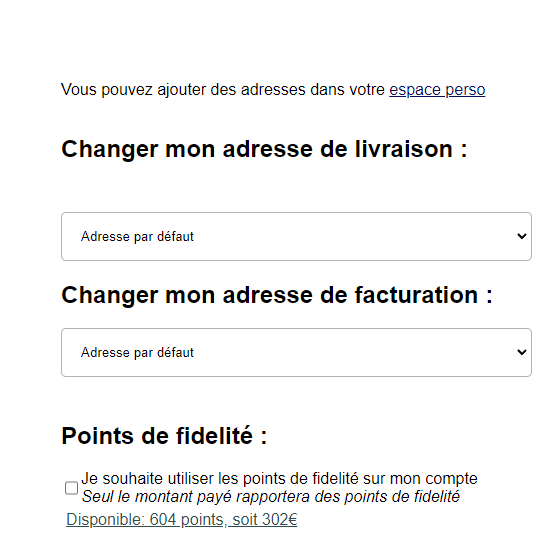 Vous pouvez ajouter des adresses dans votre espace perso
Changer mon adresse de livraison :
Adresse par défaut
Changer mon adresse de facturation :
Adresse par défaut
Points de fidelité :
Je souhaite utiliser les points de fidelité sur mon compte
Seul le montant payé rapportera des points de fidelité
Disponible: 604 points, soit 302€